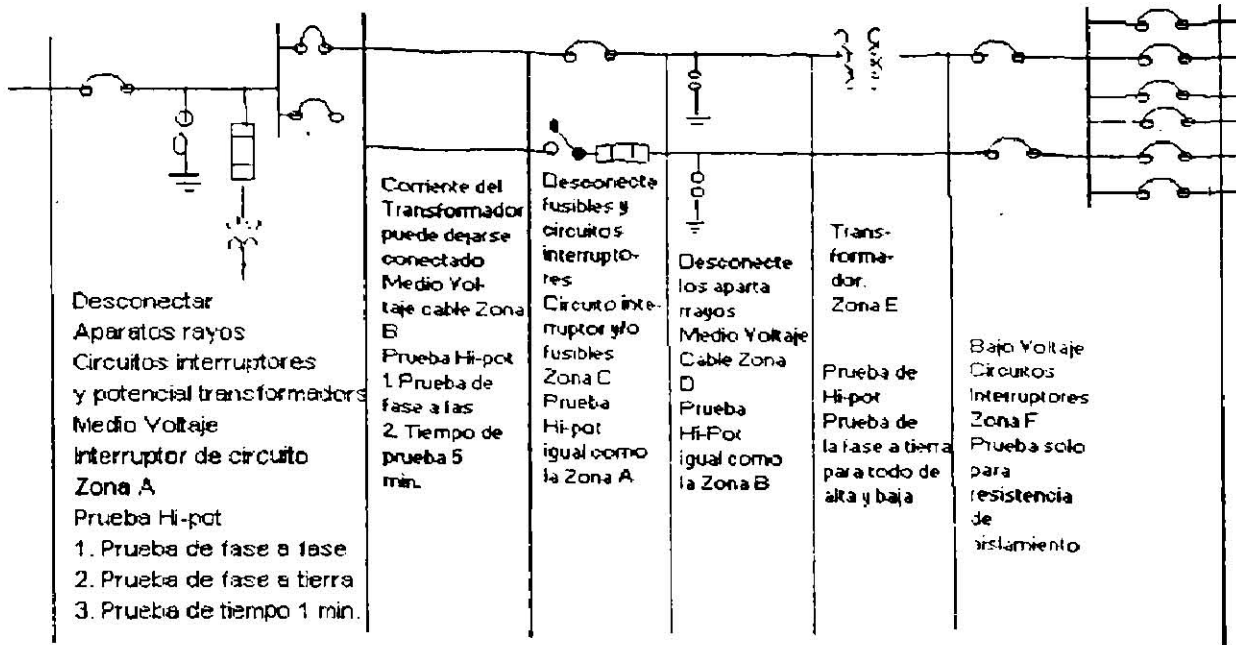 Desconectar
Aparatos rayos
Circuitos interruptores
y potencial transformadors
Medio Voltaje
Interruptor de circuito
Zona A
Prueba Hi-pot
1. Prueba de fase a fase
2. Prueba de fase a tierra
3. Prueba de tiempo 1 min.
Corriente del
Transformador
puede dejarse
conectado
Medio Vol-
taje cable Zona
B
Prueba Hi-pot
1 Prueba de
fase a fas
2. Tiempo de
prueba 5
min.
Desconecte
fusibles y
circuitos
interrupto-
res
Circuito inte-
rruptor y/o
fusibles
Zona C
Prueba
Hi-pot
igual como
la Zona A
Desconecte
los aparta
rrayos
Medio Voltaje
Cable Zona
D
Prueba
Hi-Pot
igual como
la Zona B
Trans-
forma-
dor.
Zona E
Prueba de
Hi-pot
Prueba de
la fase a tierra
para todo de
alta y baja
Bajo Voltaje
Circuitos
Interruptores
Zona F
Prueba solo
para
resistencia
de
aislamiento